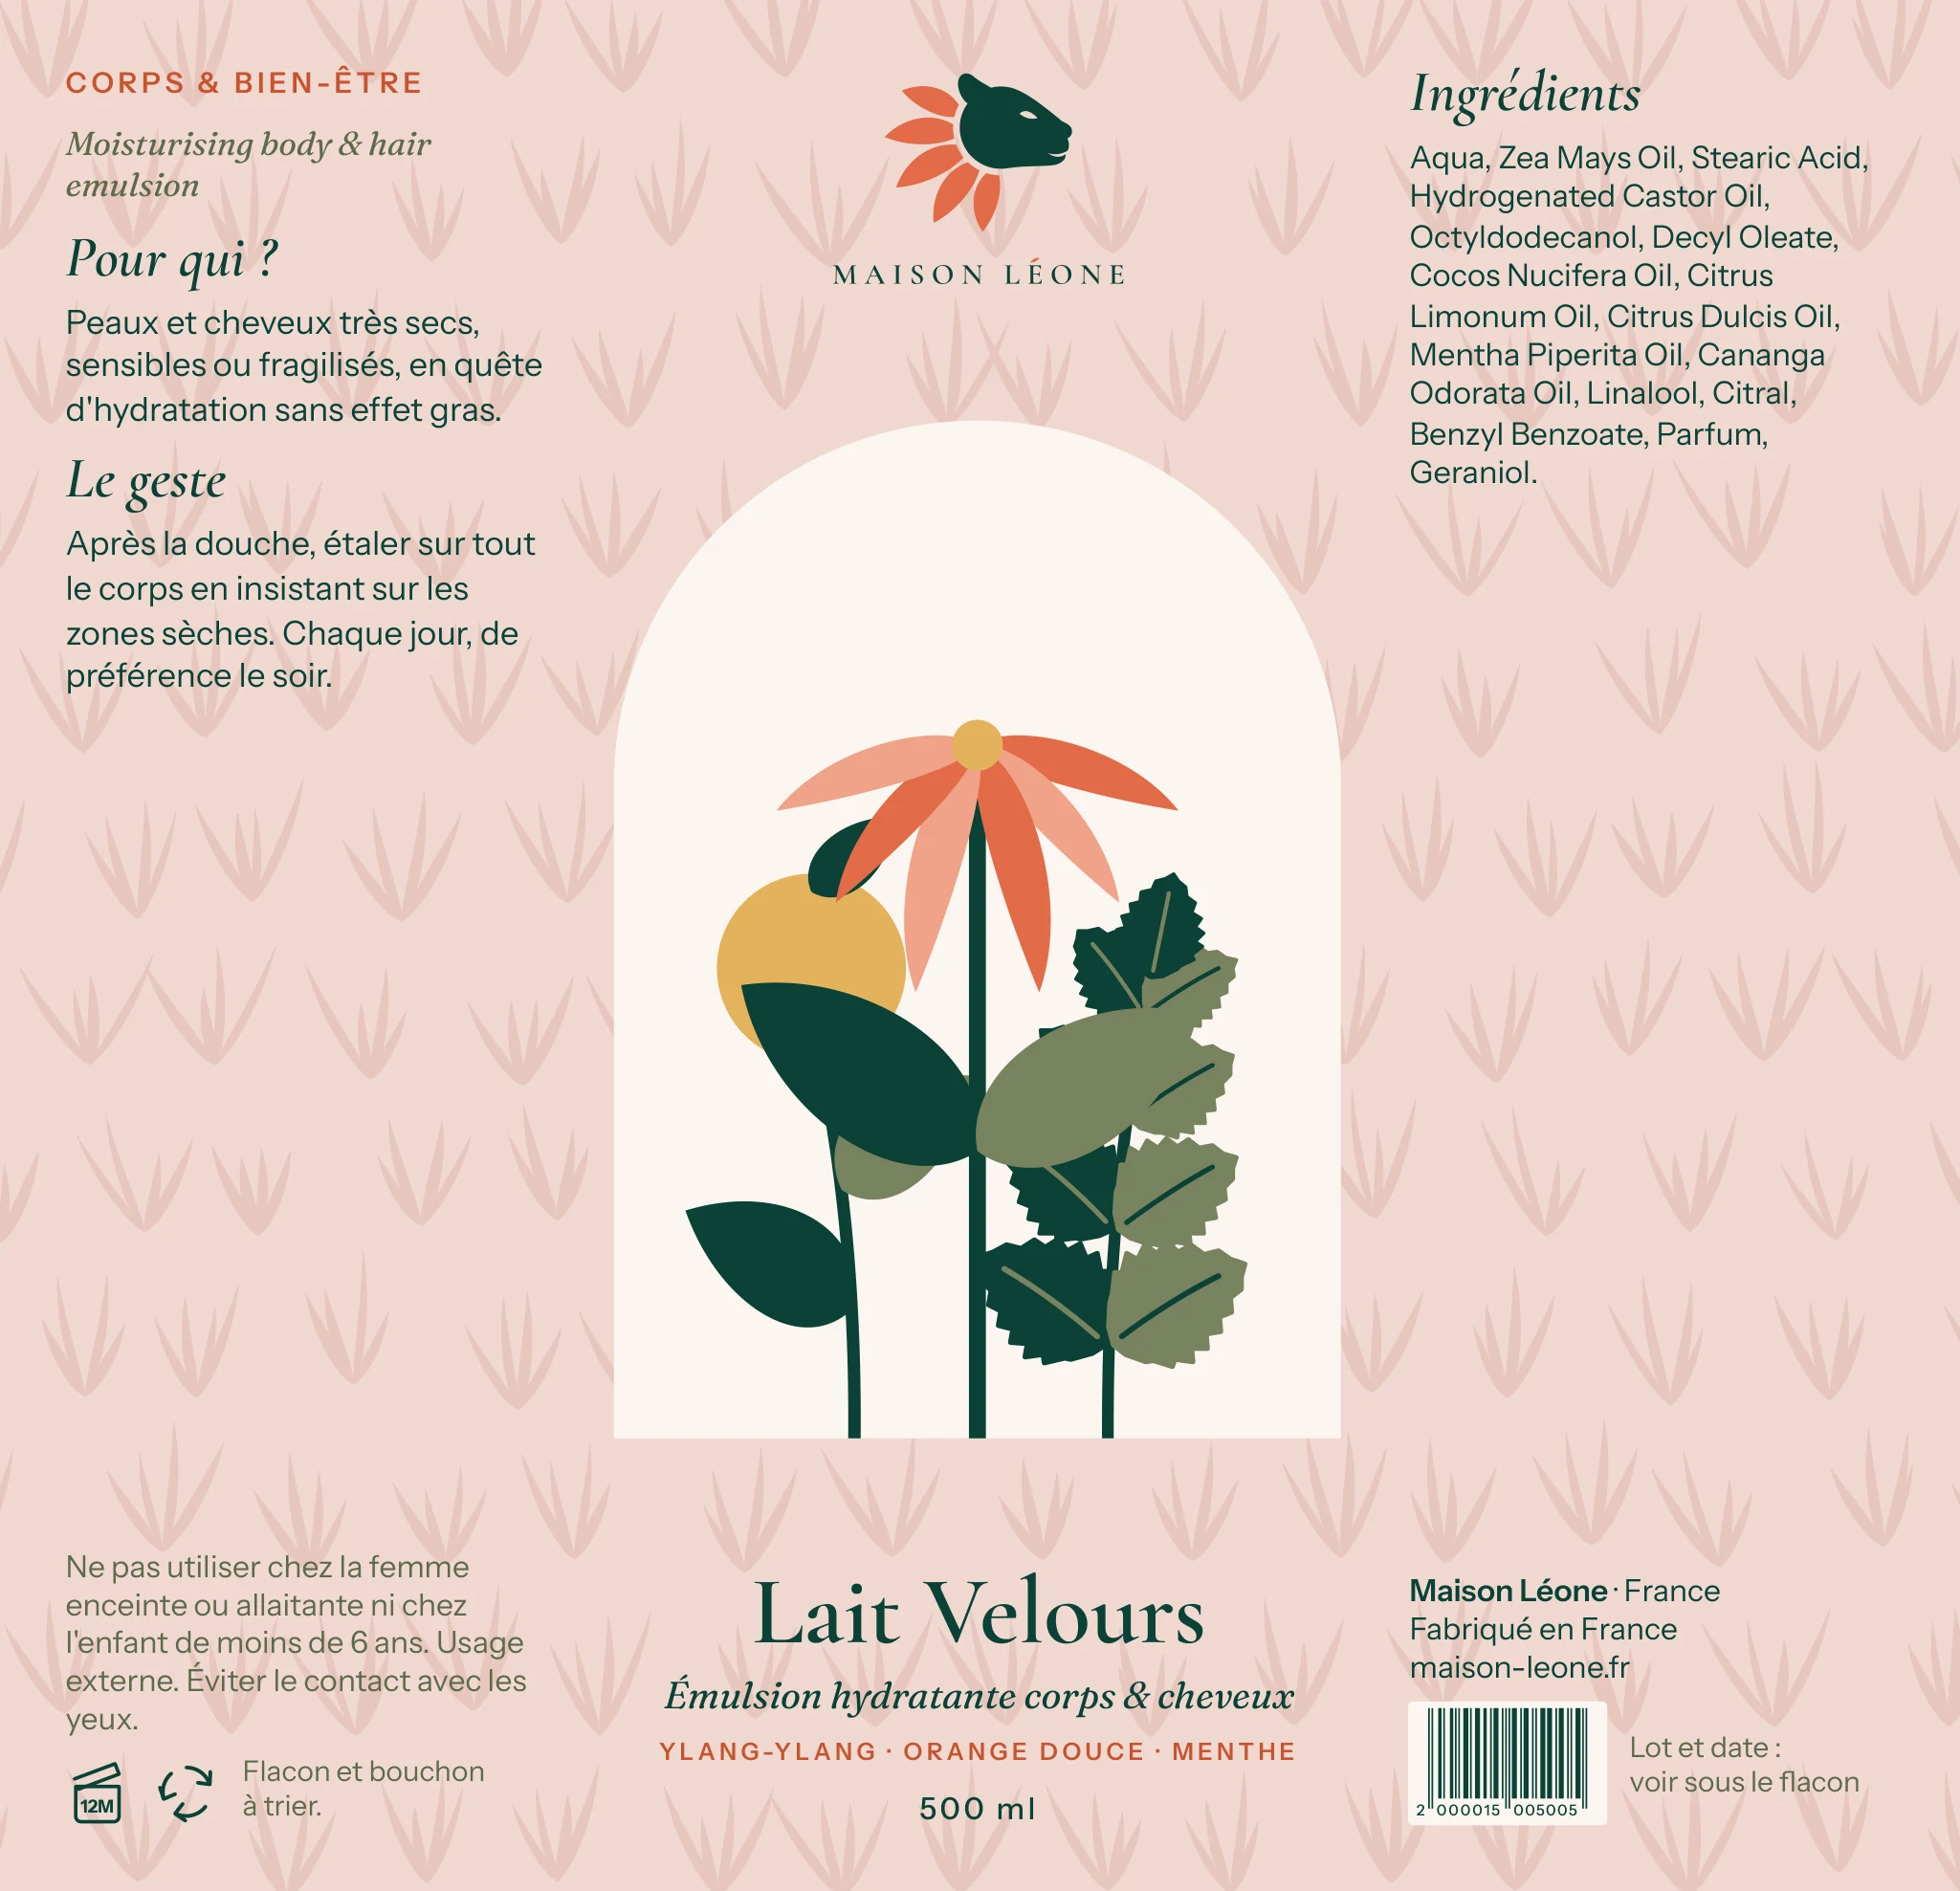 CORPS & BIEN-ÊTRE
Moisturising body & hair
emulsion
Pour qui ?
Peaux et cheveux très secs,
sensibles ou fragilisés, en quête
d'hydratation sans effet gras.
Le geste
Après la douche, étaler sur tout
le corps en insistant sur les
zones sèches. Chaque jour, de
préférence le soir.
Ne pas utiliser chez la femme
enceinte ou allaitante ni chez
l'enfant de moins de 6 ans. Usage
externe. Éviter le contact avec les
yeux.
12M
Flacon et bouchon
à trier.
MAISON LÉONE
Lait Velours
Émulsion hydratante corps & cheveux
YLANG-YLANG · ORANGE DOUCE · MENTHE
500 ml
Ingrédients
Aqua, Zea Mays Oil, Stearic Acid,
Hydrogenated Castor Oil,
Octyldodecanol, Decyl Oleate,
Cocos Nucifera Oil, Citrus
Limonum Oil, Citrus Dulcis Oil,
Mentha Piperita Oil, Cananga
Odorata Oil, Linalool, Citral,
Benzyl Benzoate, Parfum,
Geraniol.
Maison Léone · France
Fabriqué en France
maison-leone.fr
2 000015 005005
Lot et date :
voir sous le flacon